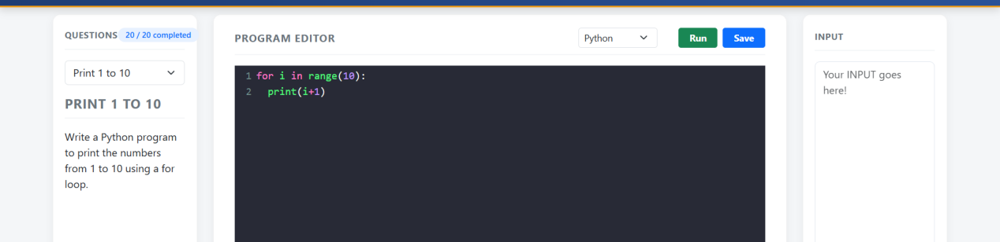 QUESTIONS 20 / 20 completed
Print 1 to 10
PRINT 1 TO 10
Write a Python program
to print the numbers
from 1 to 10 using a for
loop.
PROGRAM EDITOR
Python
Run
Save
1 for i in range(10):
2   print(i+1)
INPUT
Your INPUT goes
here!